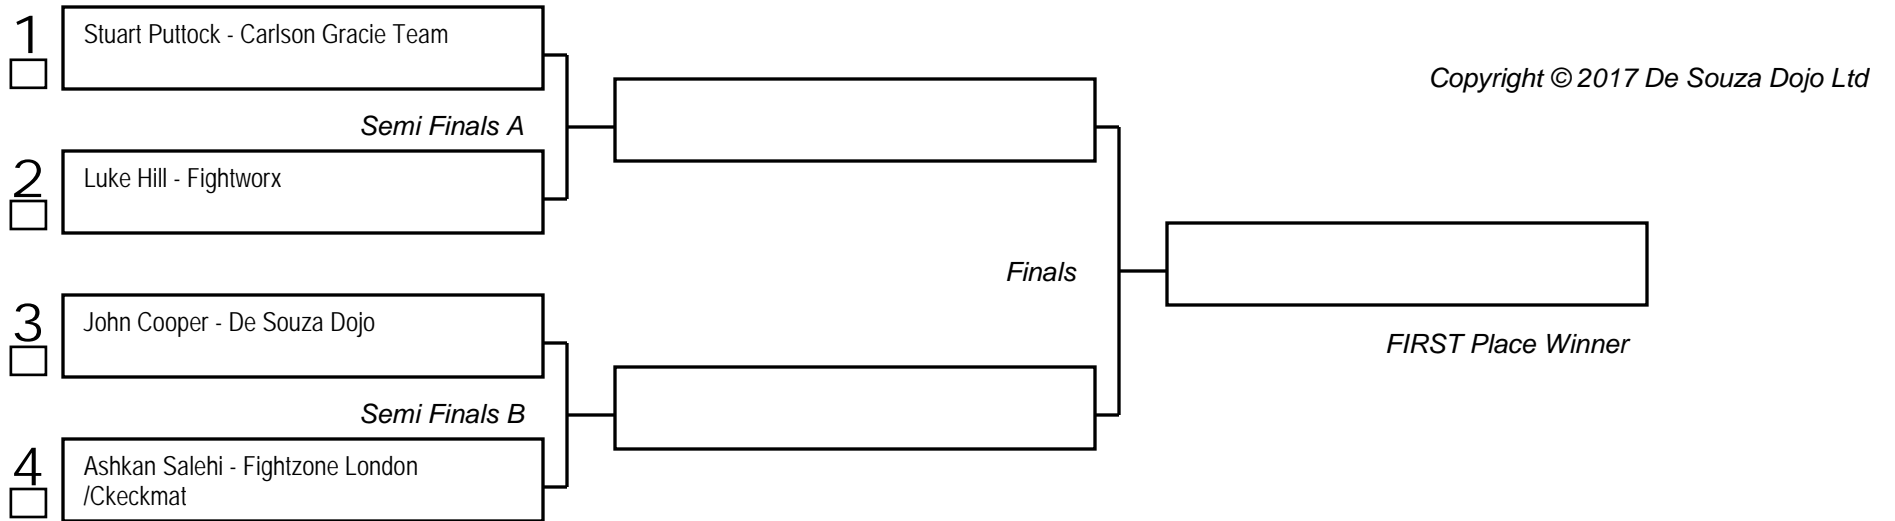 1
Stuart Puttock - Carlson Gracie Team
Copyright © 2017 De Souza Dojo Ltd
Semi Finals A
2
Luke Hill - Fightworx
Finals
3
John Cooper - De Souza Dojo
FIRST Place Winner
Semi Finals B
4
Ashkan Salehi - Fightzone London
/Ckeckmat